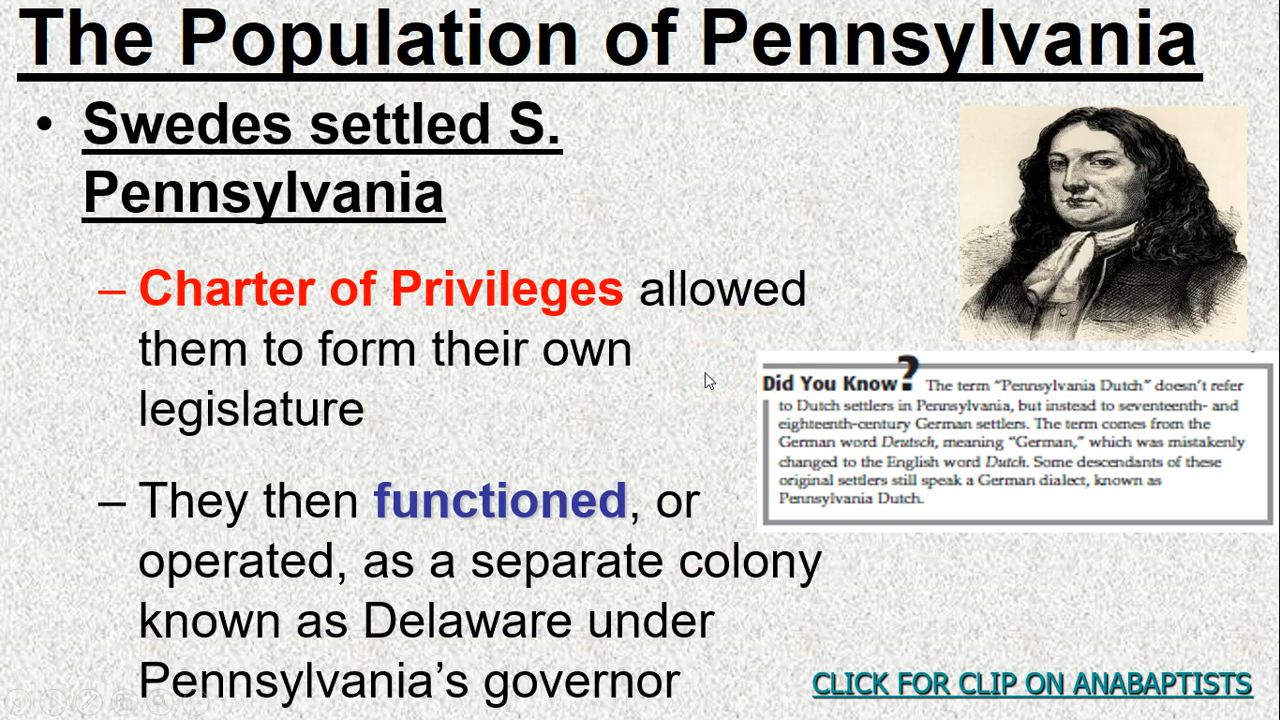 The Population of Pennsylvania
• Swedes settled S.
Pennsylvania
– Charter of Privileges allowed
them to form their own
legislature
– They then functioned, or
operated, as a separate colony
known as Delaware under
Pennsylvania’s governor
Did You Know? The term “Pennsylvania Dutch” doesn’t refer
to Dutch settlers in Pennsylvania, but instead to seventeenth- and
eighteenth-century German settlers. The term comes from the
German word Deutsch, meaning “German,” which was mistakenly
changed to the English word Dutch. Some descendants of these
original settlers still speak a German dialect, known as
Pennsylvania Dutch.
CLICK FOR CLIP ON ANABAPTISTS